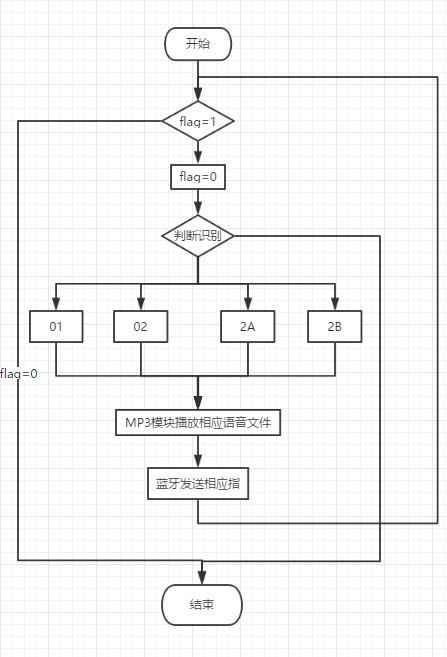 开始
flag=1
flag=0
判断识别
01
02
2A
2B
flag=0
MP3模块播放相应语音文件
蓝牙发送相应指
结束